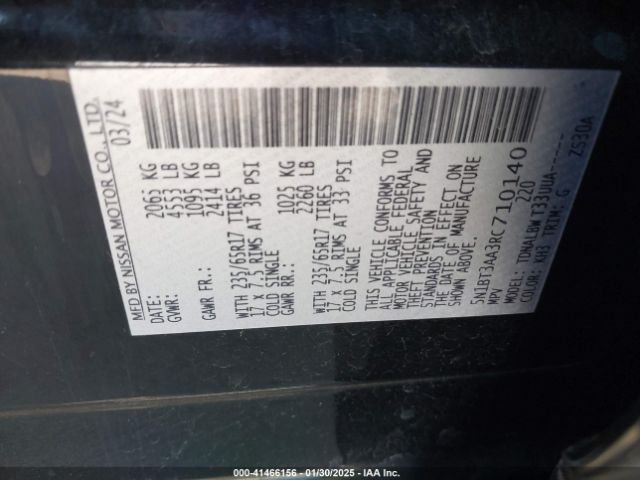 MFD BY NISSAN MOTOR CO., LTD.
DATE: 03/24
GVWR: 2065 KG
4553 LB
GAWR FR.: 1095 KG
2414 LB
WITH 235/65R17 TIRES
17 X 7.5 RIMS AT 36 PSI
COLD SINGLE
GAWR RR.: 1025 KG
2260 LB
WITH 235/65R17 TIRES
17 X 7.5 RIMS AT 33 PSI
COLD SINGLE
THIS VEHICLE CONFORMS TO
ALL APPLICABLE FEDERAL
MOTOR VEHICLE SAFETY AND
THEFT PREVENTION
STANDARDS IN EFFECT ON
THE DATE OF MANUFACTURE
SHOWN ABOVE.
5N1BT3AA3RC710140
MPV 220
MODEL: TDNALBW T33UUA-----
COLOR: KH3 TRIM: G ZS30A
000-41466156 — 01/30/2025 — IAA Inc.